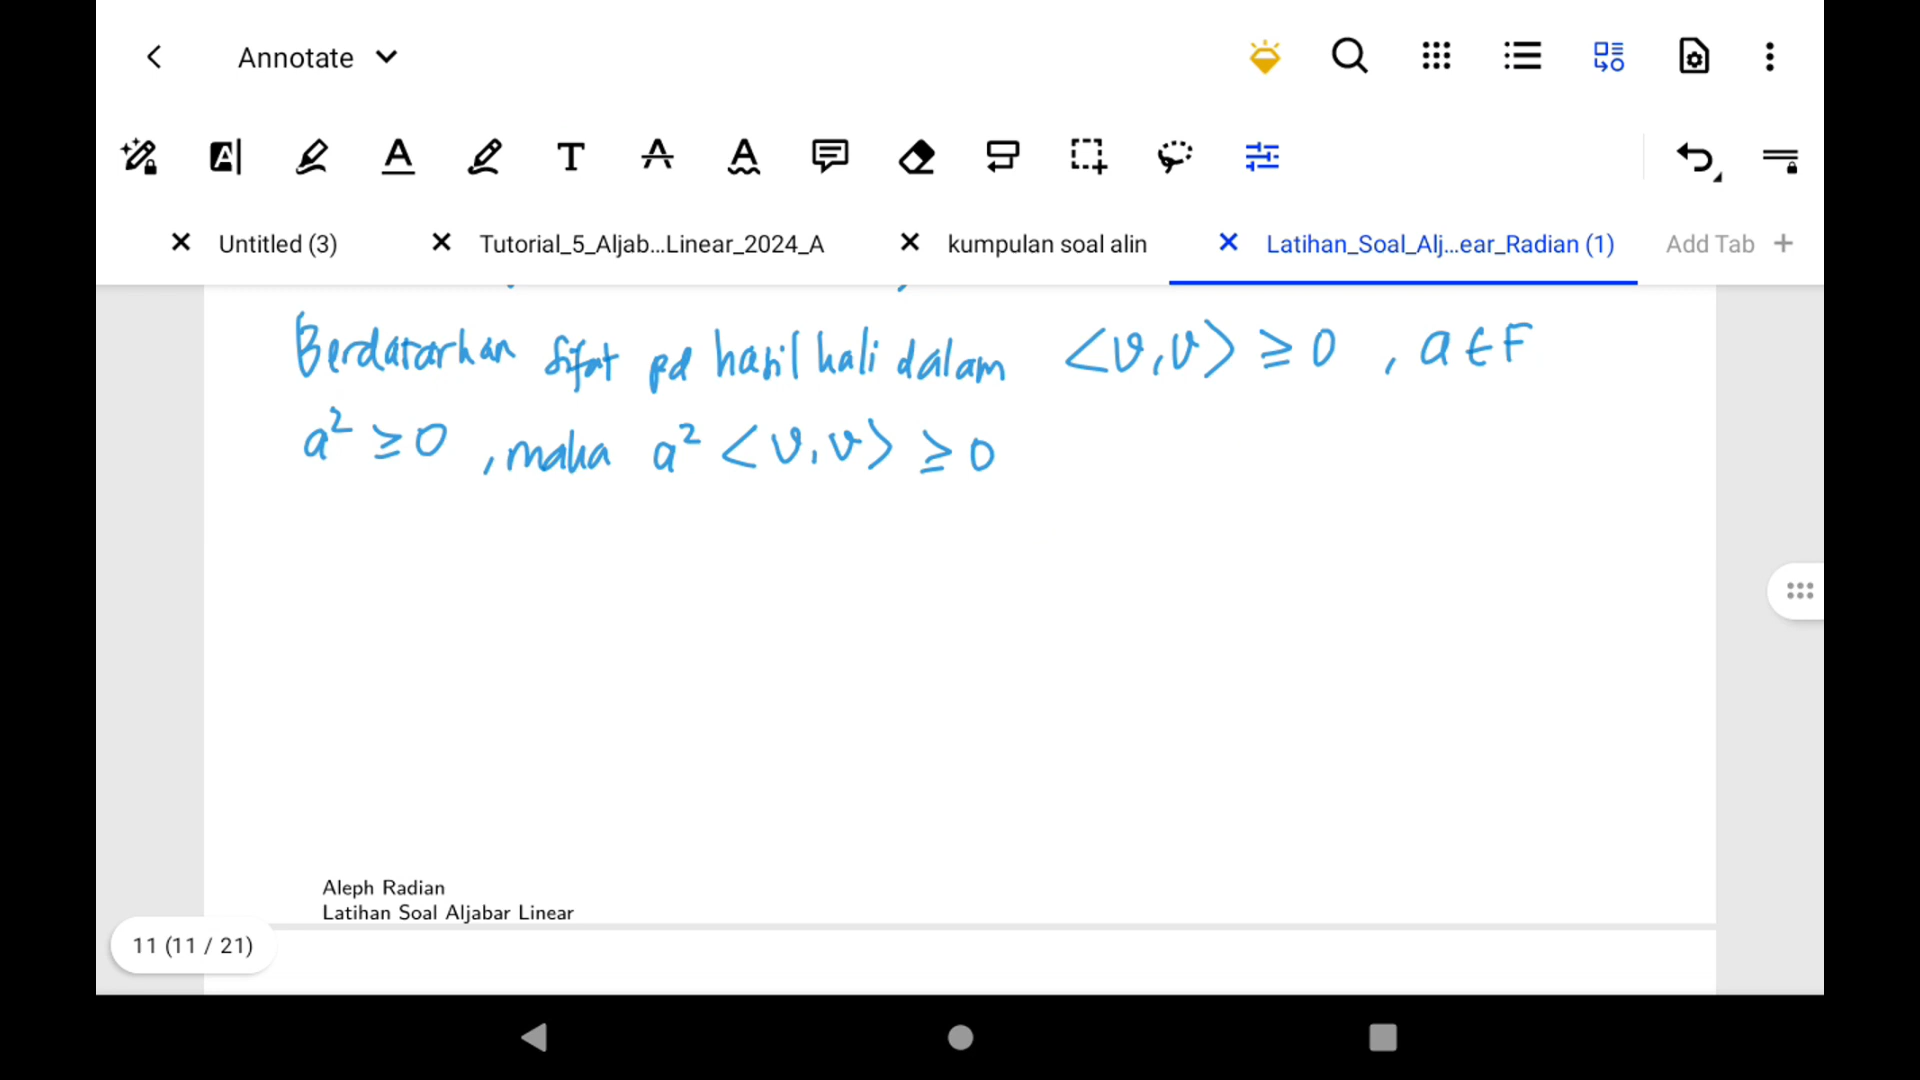 Annotate
Untitled (3)
Tutorial_5_Aljab...Linear_2024_A
kumpulan soal alin
Latihan_Soal_Alj...ear_Radian (1)
Add Tab
Berdasarkan sifat pd hasil kali dalam <v,v> ≥ 0 , a ∈ F
a² ≥ 0 , maka a² <v,v> ≥ 0
Aleph Radian
Latihan Soal Aljabar Linear
11 (11 / 21)